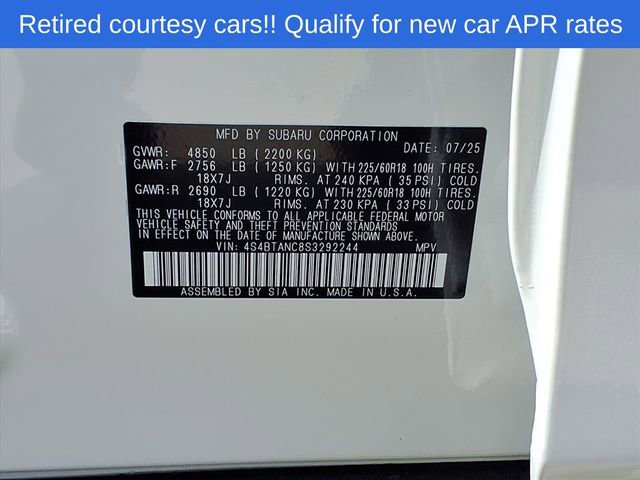 Retired courtesy cars!! Qualify for new car APR rates
MFD BY SUBARU CORPORATION
GVWR: 4850 LB (2200 KG) DATE: 07/25
GAWR:F 2756 LB (1250 KG) WITH 225/60R18 100H TIRES.
18X7J RIMS. AT 240 KPA (35 PSI) COLD
GAWR:R 2690 LB (1220 KG) WITH 225/60R18 100H TIRES.
18X7J RIMS. AT 230 KPA (33 PSI) COLD
THIS VEHICLE CONFORMS TO ALL APPLICABLE FEDERAL MOTOR
VEHICLE SAFETY AND THEFT PREVENTION STANDARDS
IN EFFECT ON THE DATE OF MANUFACTURE SHOWN ABOVE.
VIN: 4S4BTANC8S3292244 MPV
ASSEMBLED BY SIA INC. MADE IN U.S.A.